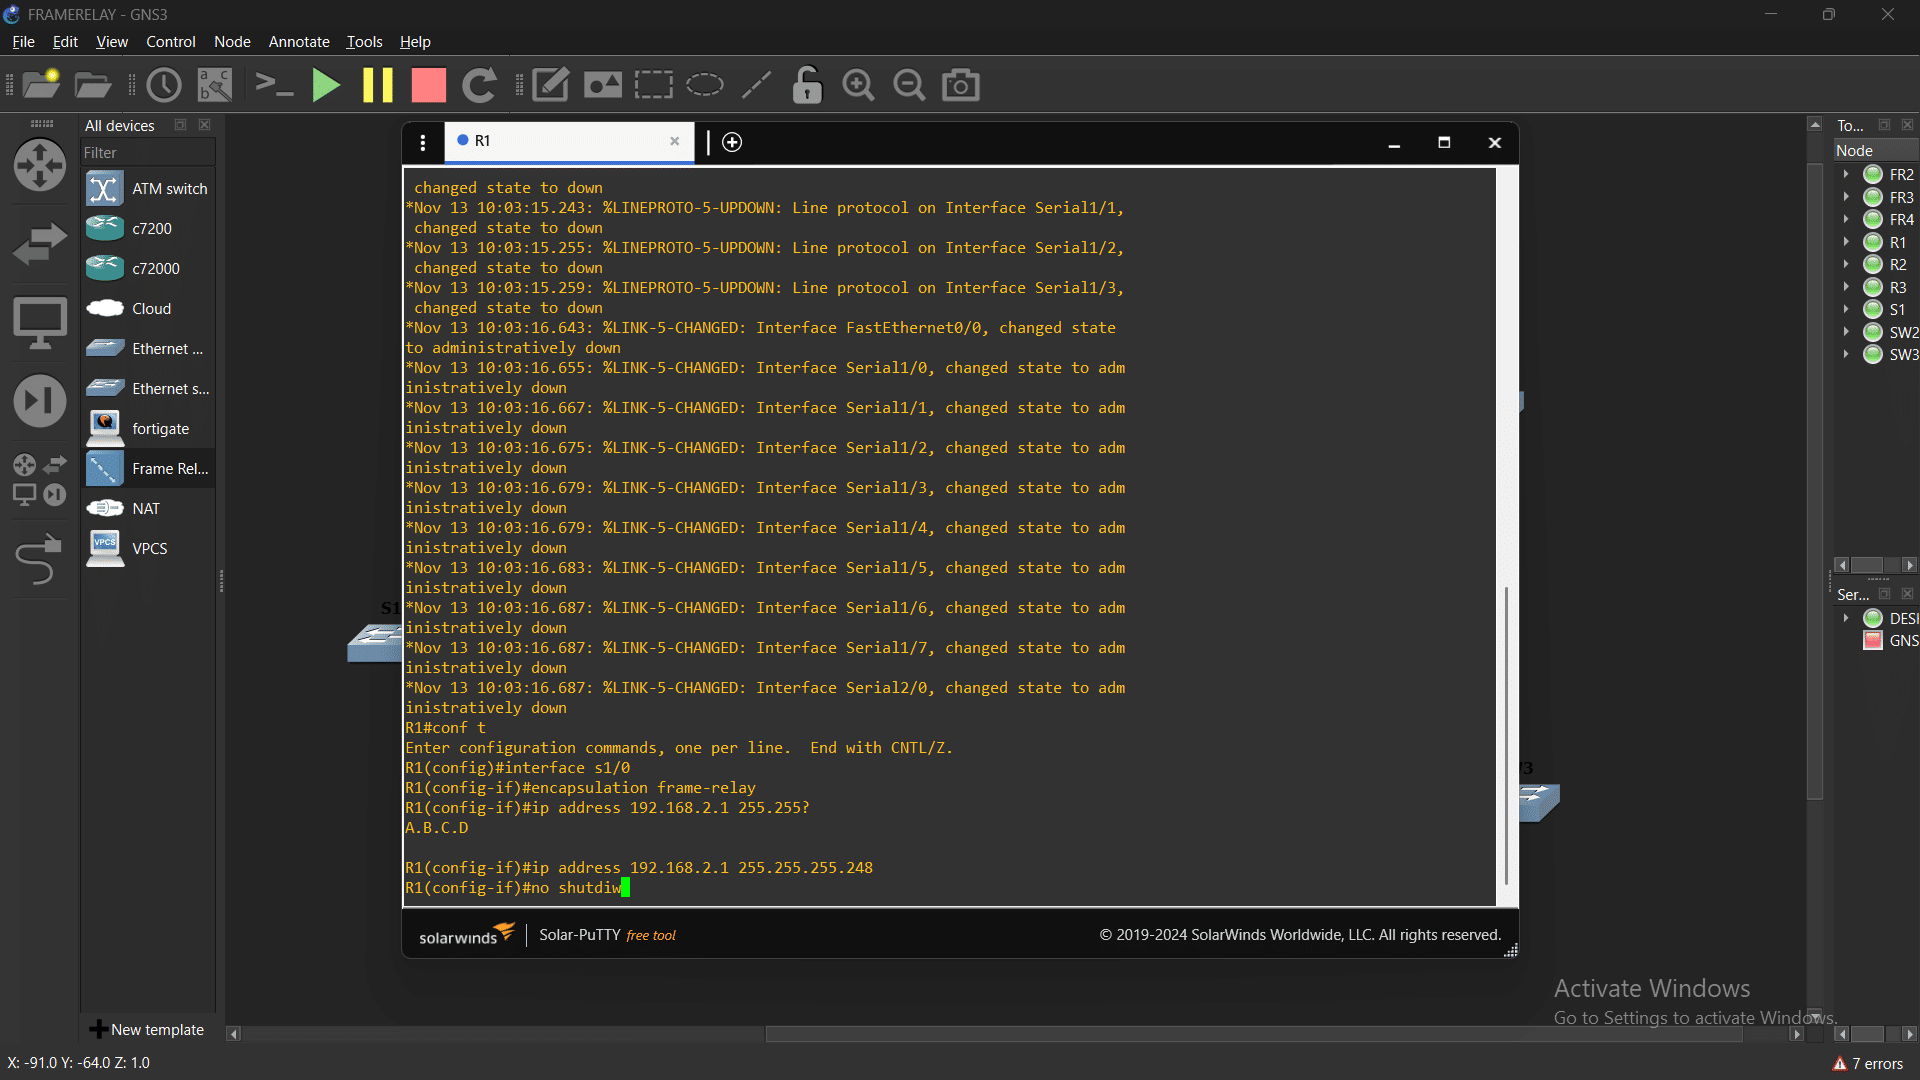 FRAMERELAY - GNS3
File Edit View Control Node Annotate Tools Help
All devices
Filter
ATM switch
c7200
c72000
Cloud
Ethernet ...
Ethernet s...
fortigate
Frame Rel...
NAT
VPCS
VPCS
New template
S1
R1
changed state to down
*Nov 13 10:03:15.243: %LINEPROTO-5-UPDOWN: Line protocol on Interface Serial1/1,
changed state to down
*Nov 13 10:03:15.255: %LINEPROTO-5-UPDOWN: Line protocol on Interface Serial1/2,
changed state to down
*Nov 13 10:03:15.259: %LINEPROTO-5-UPDOWN: Line protocol on Interface Serial1/3,
changed state to down
*Nov 13 10:03:16.643: %LINK-5-CHANGED: Interface FastEthernet0/0, changed state
to administratively down
*Nov 13 10:03:16.655: %LINK-5-CHANGED: Interface Serial1/0, changed state to adm
inistratively down
*Nov 13 10:03:16.667: %LINK-5-CHANGED: Interface Serial1/1, changed state to adm
inistratively down
*Nov 13 10:03:16.675: %LINK-5-CHANGED: Interface Serial1/2, changed state to adm
inistratively down
*Nov 13 10:03:16.679: %LINK-5-CHANGED: Interface Serial1/3, changed state to adm
inistratively down
*Nov 13 10:03:16.679: %LINK-5-CHANGED: Interface Serial1/4, changed state to adm
inistratively down
*Nov 13 10:03:16.683: %LINK-5-CHANGED: Interface Serial1/5, changed state to adm
inistratively down
*Nov 13 10:03:16.687: %LINK-5-CHANGED: Interface Serial1/6, changed state to adm
inistratively down
*Nov 13 10:03:16.687: %LINK-5-CHANGED: Interface Serial1/7, changed state to adm
inistratively down
*Nov 13 10:03:16.687: %LINK-5-CHANGED: Interface Serial2/0, changed state to adm
inistratively down
R1#conf t
Enter configuration commands, one per line.  End with CNTL/Z.
R1(config)#interface s1/0
R1(config-if)#encapsulation frame-relay
R1(config-if)#ip address 192.168.2.1 255.255?
A.B.C.D
R1(config-if)#ip address 192.168.2.1 255.255.255.248
R1(config-if)#no shutdiw
solarwinds
Solar-PuTTY free tool
© 2019-2024 SolarWinds Worldwide, LLC. All rights reserved.
To...
Node
FR2
FR3
FR4
R1
R2
R3
S1
SW2
SW3
Ser...
DESI
GNS
Activate Windows
Go to Settings to activate Windows.
X: -91.0 Y: -64.0 Z: 1.0
7 errors